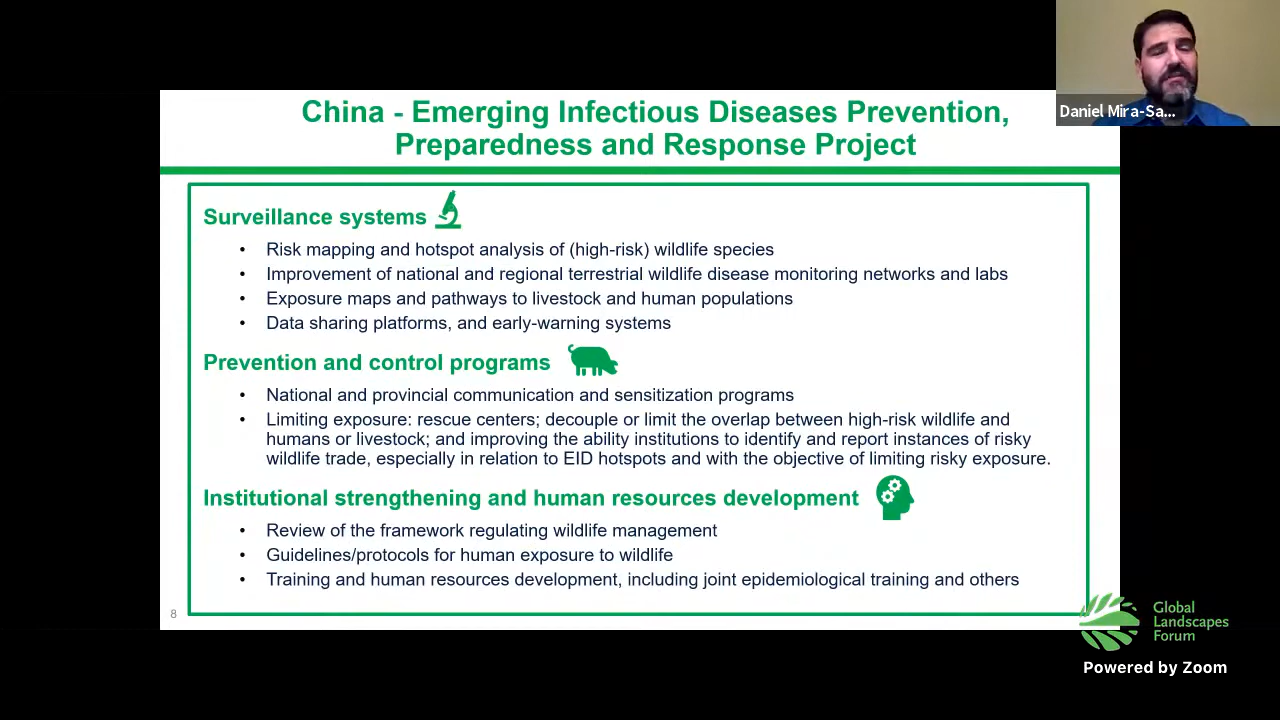 China - Emerging Infectious Diseases Prevention,
Preparedness and Response Project
Daniel Mira-Sa...
Surveillance systems
• Risk mapping and hotspot analysis of (high-risk) wildlife species
• Improvement of national and regional terrestrial wildlife disease monitoring networks and labs
• Exposure maps and pathways to livestock and human populations
• Data sharing platforms, and early-warning systems
Prevention and control programs
• National and provincial communication and sensitization programs
• Limiting exposure: rescue centers; decouple or limit the overlap between high-risk wildlife and
humans or livestock; and improving the ability institutions to identify and report instances of risky
wildlife trade, especially in relation to EID hotspots and with the objective of limiting risky exposure.
Institutional strengthening and human resources development
• Review of the framework regulating wildlife management
• Guidelines/protocols for human exposure to wildlife
• Training and human resources development, including joint epidemiological training and others
8
Global
Landscapes
Forum
Powered by Zoom